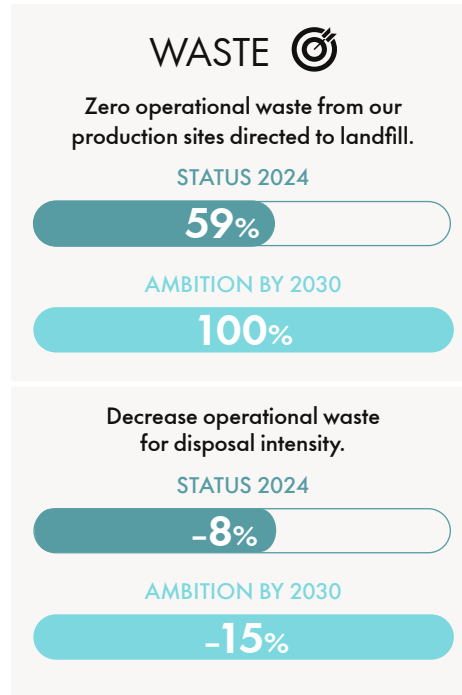 WASTE
Zero operational waste from our
production sites directed to landfill.
STATUS 2024
59%
AMBITION BY 2030
100%
Decrease operational waste
for disposal intensity.
STATUS 2024
–8%
AMBITION BY 2030
–15%